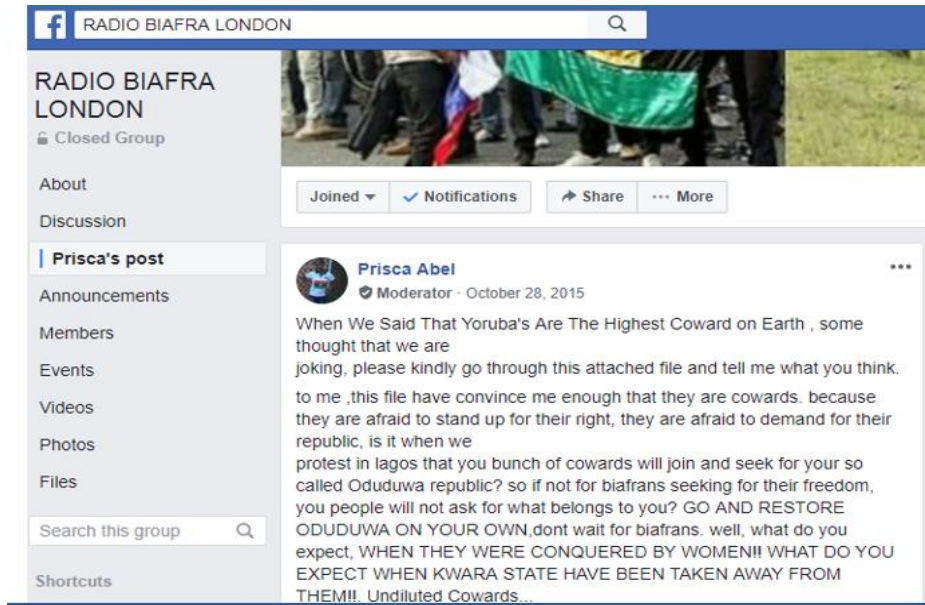 RADIO BIAFRA LONDON
RADIO BIAFRA
LONDON
Closed Group
About
Discussion
Prisca's post
Announcements
Members
Events
Videos
Photos
Files
Search this group
Shortcuts
Joined
Notifications
Share
More
Prisca Abel
Moderator · October 28, 2015
When We Said That Yoruba's Are The Highest Coward on Earth , some
thought that we are
joking, please kindly go through this attached file and tell me what you think.
to me ,this file have convince me enough that they are cowards. because
they are afraid to stand up for their right, they are afraid to demand for their
republic, is it when we
protest in lagos that you bunch of cowards will join and seek for your so
called Oduduwa republic? so if not for biafrans seeking for their freedom,
you people will not ask for what belongs to you? GO AND RESTORE
ODUDUWA ON YOUR OWN,dont wait for biafrans. well, what do you
expect, WHEN THEY WERE CONQUERED BY WOMEN!! WHAT DO YOU
EXPECT WHEN KWARA STATE HAVE BEEN TAKEN AWAY FROM
THEM!!. Undiluted Cowards...